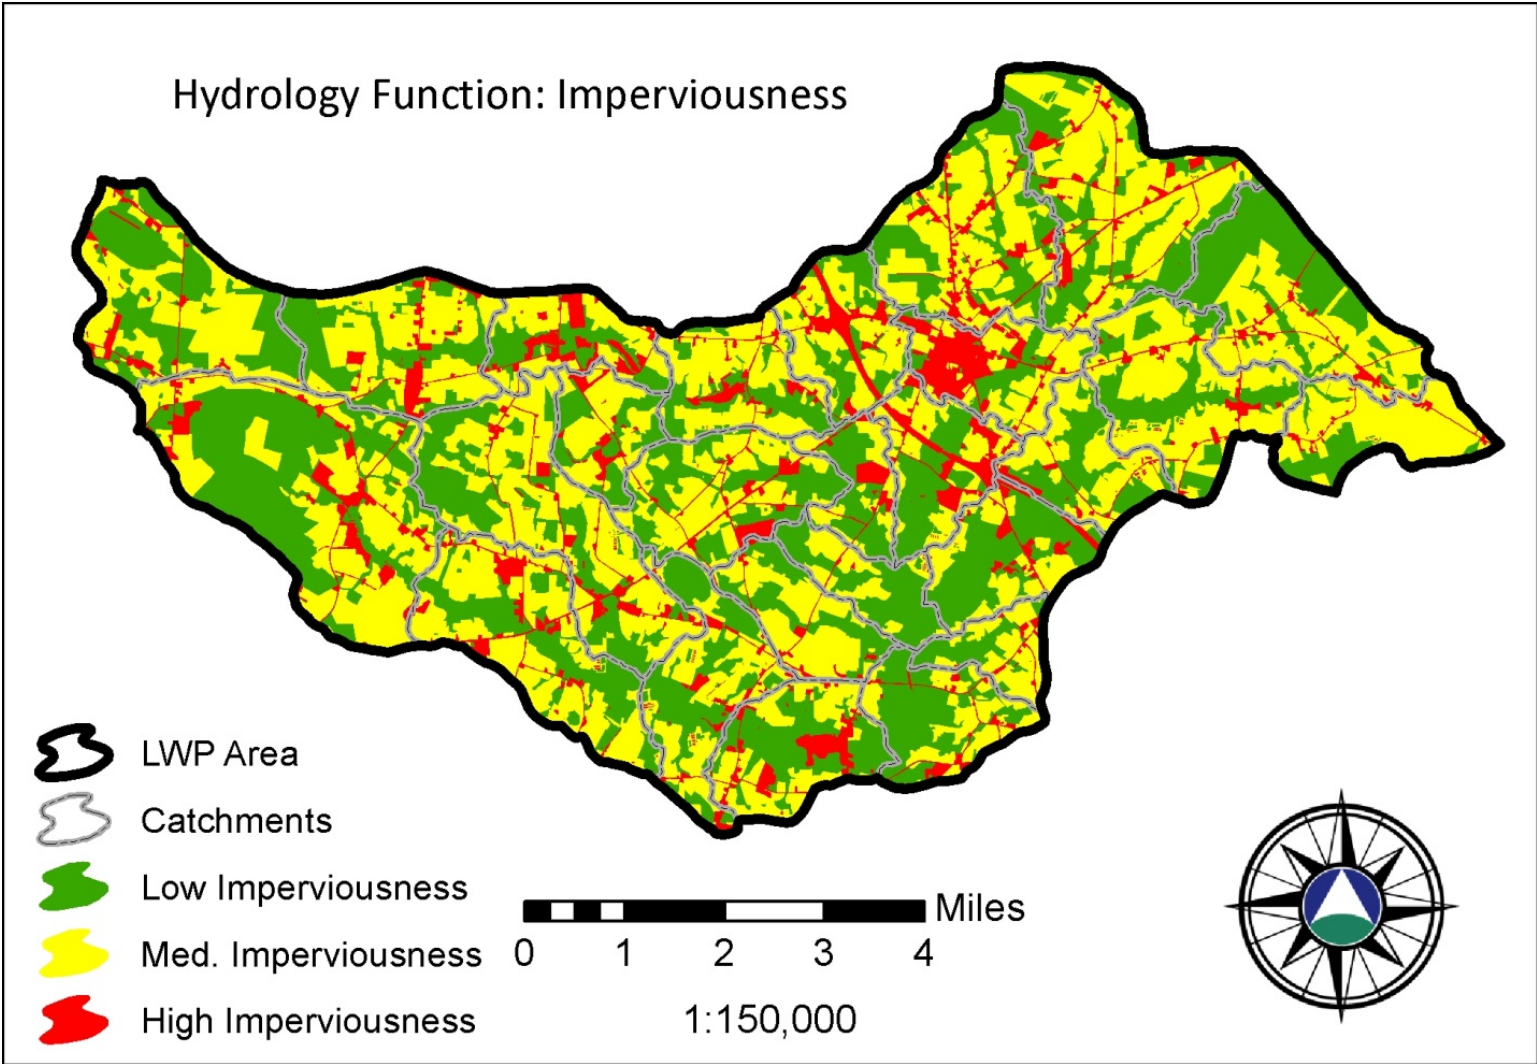 Hydrology Function: Imperviousness
LWP Area
Catchments
Low Imperviousness
Med. Imperviousness
High Imperviousness
Miles
0 1 2 3 4
1:150,000